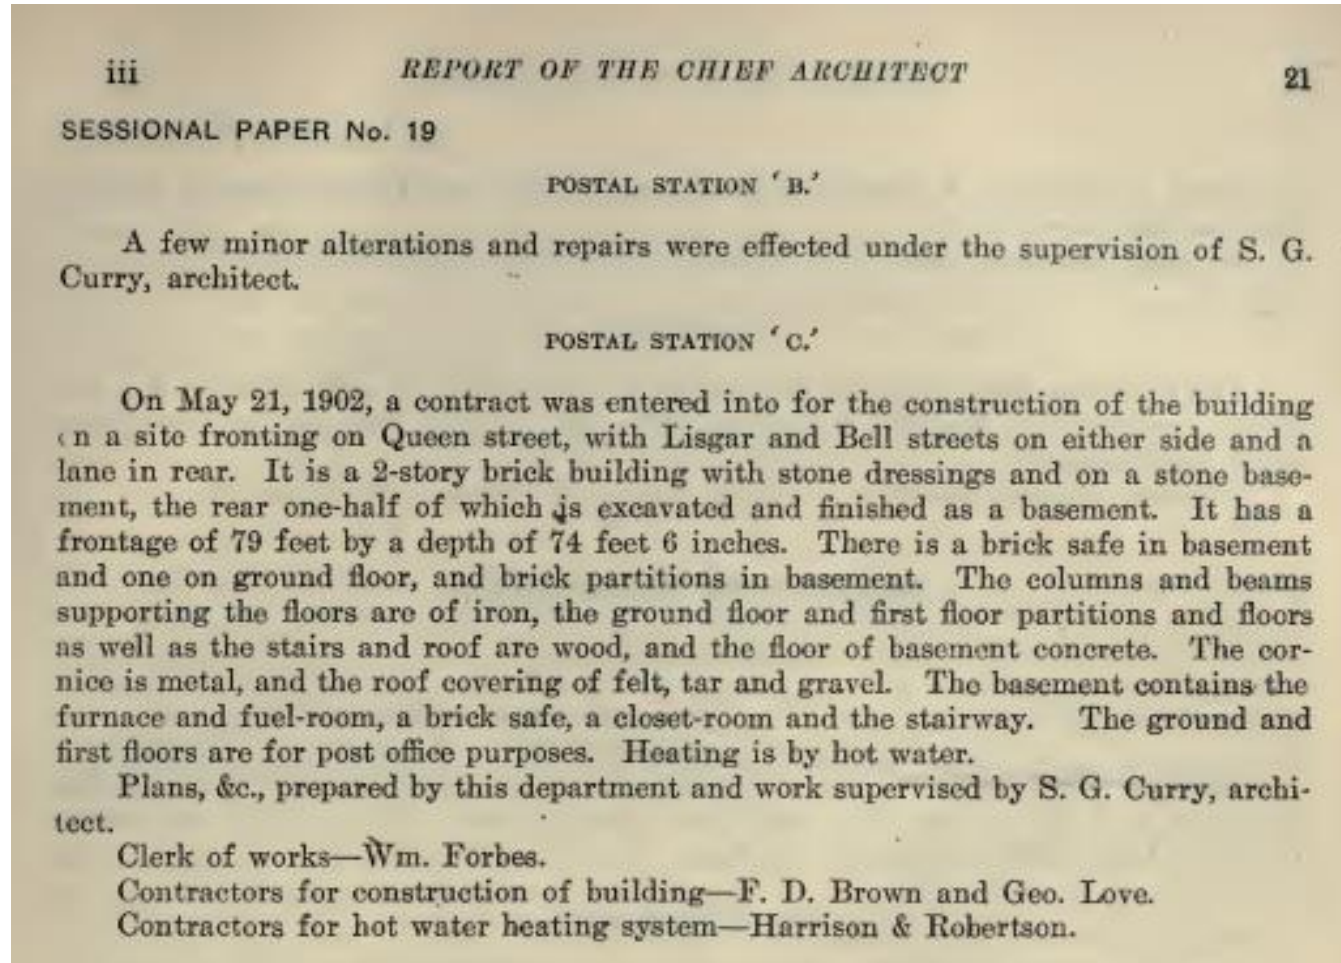 iii REPORT OF THE CHIEF ARCHITECT 21
SESSIONAL PAPER No. 19
POSTAL STATION ‘B.’
A few minor alterations and repairs were effected under the supervision of S. G.
Curry, architect.
POSTAL STATION ‘C.’
On May 21, 1902, a contract was entered into for the construction of the building
n a site fronting on Queen street, with Lisgar and Bell streets on either side and a
lane in rear. It is a 2-story brick building with stone dressings and on a stone base-
ment, the rear one-half of which is excavated and finished as a basement. It has a
frontage of 79 feet by a depth of 74 feet 6 inches. There is a brick safe in basement
and one on ground floor, and brick partitions in basement. The columns and beams
supporting the floors are of iron, the ground floor and first floor partitions and floors
as well as the stairs and roof are wood, and the floor of basement concrete. The cor-
nice is metal, and the roof covering of felt, tar and gravel. The basement contains the
furnace and fuel-room, a brick safe, a closet-room and the stairway. The ground and
first floors are for post office purposes. Heating is by hot water.
Plans, &c., prepared by this department and work supervised by S. G. Curry, archi-
tect.
Clerk of works—Wm. Forbes.
Contractors for construction of building—F. D. Brown and Geo. Love.
Contractors for hot water heating system—Harrison & Robertson.